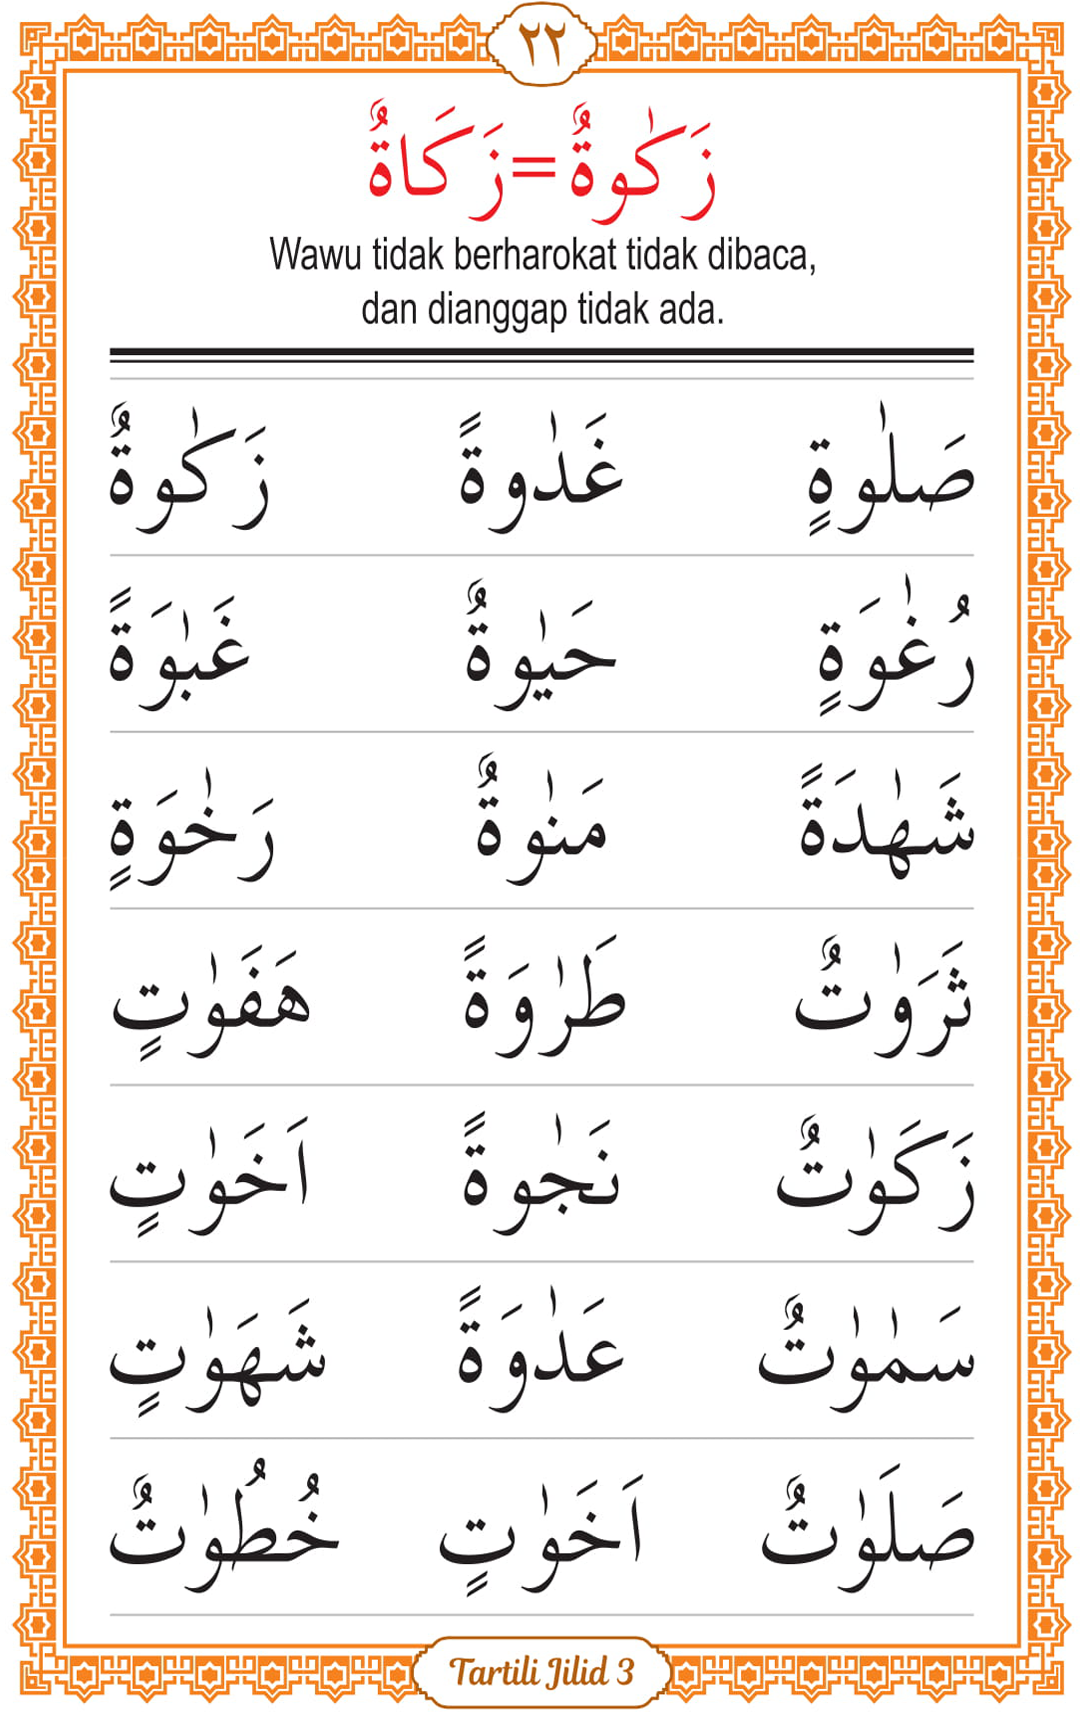 ٢٢
زَكٰوةٌ=زَكَاةٌ
Wawu tidak berharokat tidak dibaca,
dan dianggap tidak ada.
صَلٰوةٍ غَدٰوةً زَكٰوةٌ
رُغٰوَةٍ حَيٰوةٌ غَبٰوَةً
شَهٰدَةً مَنٰوةٌ رَخٰوَةٍ
ثَرَوٰتٌ طَرٰوَةً هَفَوٰتٍ
زَكَوٰتٌ نَجٰوةً اَخَوٰتٍ
سَمٰوٰتٌ عَدٰوَةً شَهَوٰتٍ
صَلَوٰتٌ اَخَوٰتٍ خُطُوٰتٌ
Tartili Jilid 3